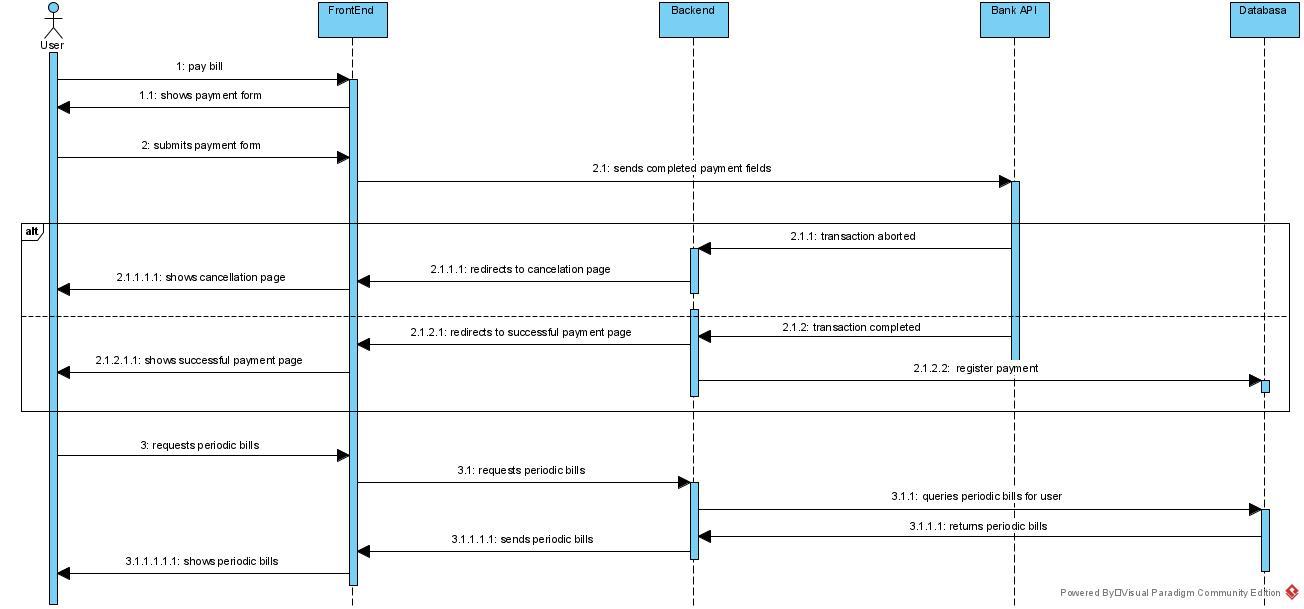 FrontEnd
Backend
Bank API
Databasa
User
1: pay bill
1.1: shows payment form
2: submits payment form
2.1: sends completed payment fields
alt
2.1.1: transaction aborted
2.1.1.1: redirects to cancelation page
2.1.1.1.1: shows cancellation page
2.1.2: transaction completed
2.1.2.1: redirects to successful payment page
2.1.2.1.1: shows successful payment page
2.1.2.2: register payment
3: requests periodic bills
3.1: requests periodic bills
3.1.1: queries periodic bills for user
3.1.1.1: returns periodic bills
3.1.1.1.1: sends periodic bills
3.1.1.1.1.1: shows periodic bills
Powered By Visual Paradigm Community Edition